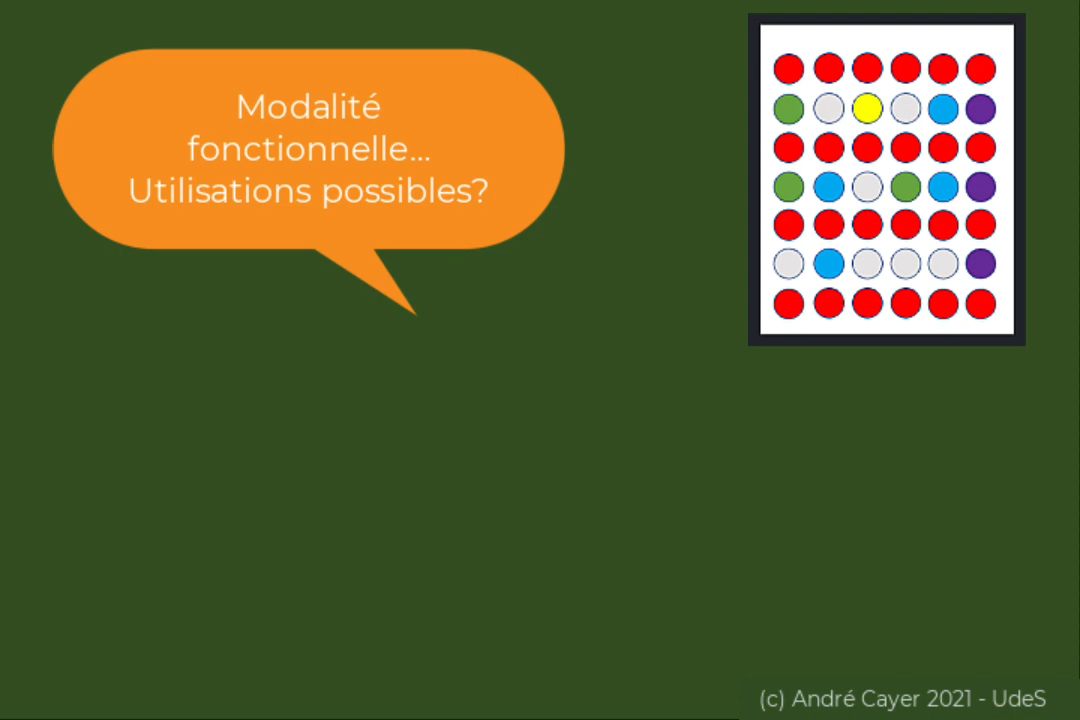 Modalité
fonctionnelle...
Utilisations possibles?
(c) André Cayer 2021 - UdeS